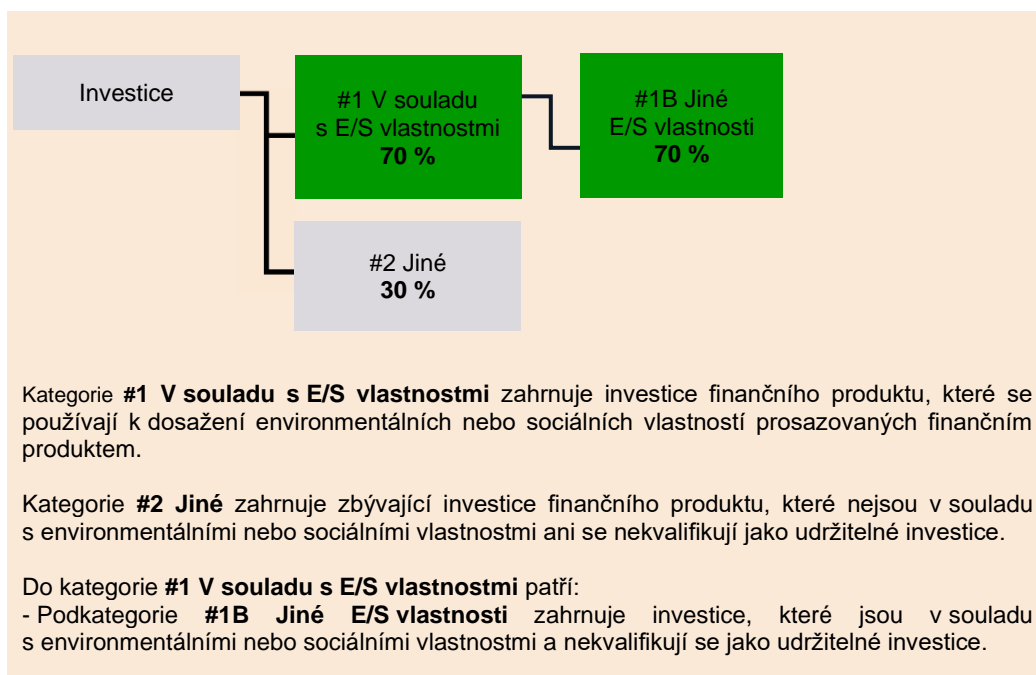 Investice
#1 V souladu
s E/S vlastnostmi
70 %
#1B Jiné
E/S vlastnosti
70 %
#2 Jiné
30 %
Kategorie #1 V souladu s E/S vlastnostmi zahrnuje investice finančního produktu, které se
používají k dosažení environmentálních nebo sociálních vlastností prosazovaných finančním
produktem.
Kategorie #2 Jiné zahrnuje zbývající investice finančního produktu, které nejsou v souladu
s environmentálními nebo sociálními vlastnostmi ani se nekvalifikují jako udržitelné investice.
Do kategorie #1 V souladu s E/S vlastnostmi patří:
- Podkategorie #1B Jiné E/S vlastnosti zahrnuje investice, které jsou v souladu
s environmentálními nebo sociálními vlastnostmi a nekvalifikují se jako udržitelné investice.